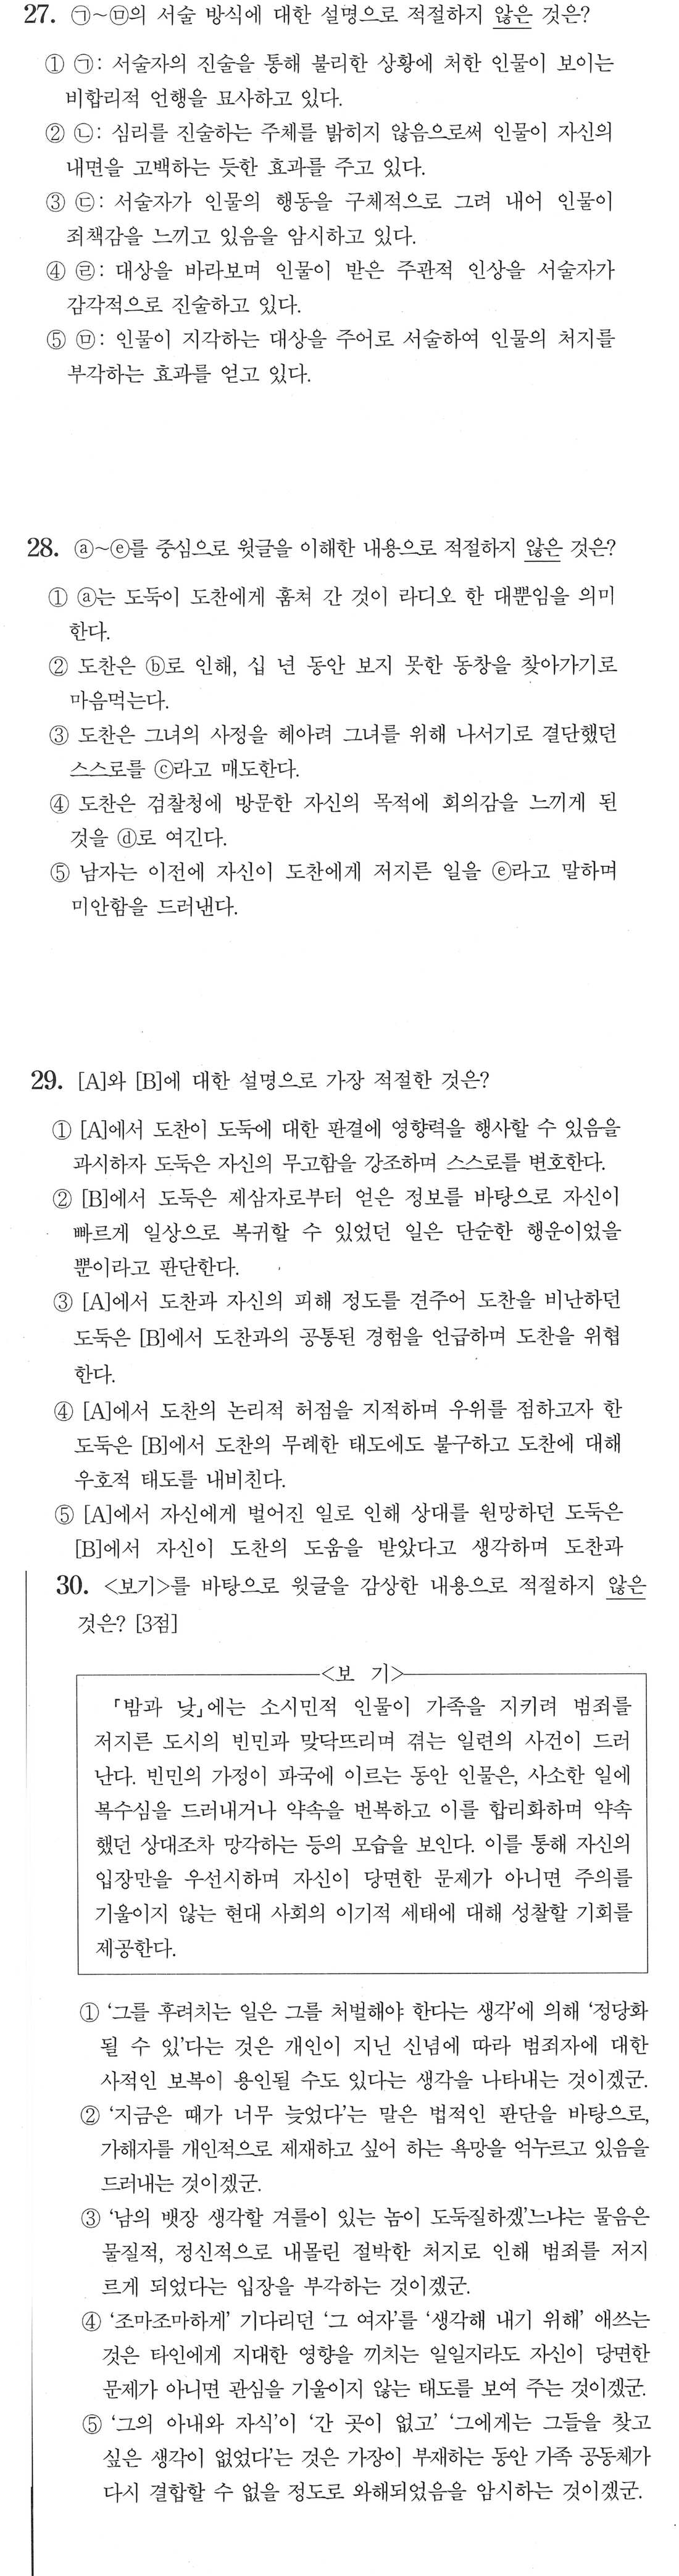 27. ㉠~㉤의 서술 방식에 대한 설명으로 적절하지 않은 것은?
① ㉠: 서술자의 진술을 통해 불리한 상황에 처한 인물이 보이는
비합리적 언행을 묘사하고 있다.
② ㉡: 심리를 진술하는 주체를 밝히지 않음으로써 인물이 자신의
내면을 고백하는 듯한 효과를 주고 있다.
③ ㉢: 서술자가 인물의 행동을 구체적으로 그려 내어 인물이
죄책감을 느끼고 있음을 암시하고 있다.
④ ㉣: 대상을 바라보며 인물이 받은 주관적 인상을 서술자가
감각적으로 진술하고 있다.
⑤ ㉤: 인물이 지각하는 대상을 주어로 서술하여 인물의 처지를
부각하는 효과를 얻고 있다.
28. ⓐ~ⓔ를 중심으로 윗글을 이해한 내용으로 적절하지 않은 것은?
① ⓐ는 도둑이 도찬에게 훔쳐 간 것이 라디오 한 대뿐임을 의미
한다.
② 도찬은 ⓑ로 인해, 십 년 동안 보지 못한 동창을 찾아가기로
마음먹는다.
③ 도찬은 그녀의 사정을 헤아려 그녀를 위해 나서기로 결단했던
스스로를 ⓒ라고 매도한다.
④ 도찬은 검찰청에 방문한 자신의 목적에 회의감을 느끼게 된
것을 ⓓ로 여긴다.
⑤ 남자는 이전에 자신이 도찬에게 저지른 일을 ⓔ라고 말하며
미안함을 드러낸다.
29. [A]와 [B]에 대한 설명으로 가장 적절한 것은?
① [A]에서 도찬이 도둑에 대한 판결에 영향력을 행사할 수 있음을
과시하자 도둑은 자신의 무고함을 강조하며 스스로를 변호한다.
② [B]에서 도둑은 제삼자로부터 얻은 정보를 바탕으로 자신이
빠르게 일상으로 복귀할 수 있었던 일은 단순한 행운이었을
뿐이라고 판단한다.
③ [A]에서 도찬과 자신의 피해 정도를 견주어 도찬을 비난하던
도둑은 [B]에서 도찬과의 공통된 경험을 언급하며 도찬을 위협
한다.
④ [A]에서 도찬의 논리적 허점을 지적하며 우위를 점하고자 한
도둑은 [B]에서 도찬의 무례한 태도에도 불구하고 도찬에 대해
우호적 태도를 내비친다.
⑤ [A]에서 자신에게 벌어진 일로 인해 상대를 원망하던 도둑은
[B]에서 자신이 도찬의 도움을 받았다고 생각하며 도찬과
30. <보기>를 바탕으로 윗글을 감상한 내용으로 적절하지 않은
것은? [3점]
<보 기>
「밤과 낮」에는 소시민적 인물이 가족을 지키려 범죄를
저지른 도시의 빈민과 맞닥뜨리며 겪는 일련의 사건이 드러
난다. 빈민의 가정이 파국에 이르는 동안 인물은, 사소한 일에
복수심을 드러내거나 약속을 번복하고 이를 합리화하며 약속
했던 상대조차 망각하는 등의 모습을 보인다. 이를 통해 자신의
입장만을 우선시하며 자신이 당면한 문제가 아니면 주의를
기울이지 않는 현대 사회의 이기적 세태에 대해 성찰할 기회를
제공한다.
① '그를 후려치는 일은 그를 처벌해야 한다는 생각'에 의해 '정당화
될 수 있'다는 것은 개인이 지닌 신념에 따라 범죄자에 대한
사적인 보복이 용인될 수도 있다는 생각을 나타내는 것이겠군.
② '지금은 때가 너무 늦었다'는 말은 법적인 판단을 바탕으로,
가해자를 개인적으로 제재하고 싶어 하는 욕망을 억누르고 있음을
드러내는 것이겠군.
③ '남의 뱃장 생각할 겨를이 있는 놈이 도둑질하겠'느냐는 물음은
물질적, 정신적으로 내몰린 절박한 처지로 인해 범죄를 저지
르게 되었다는 입장을 부각하는 것이겠군.
④ '조마조마하게' 기다리던 '그 여자'를 '생각해 내기 위해' 애쓰는
것은 타인에게 지대한 영향을 끼치는 일일지라도 자신이 당면한
문제가 아니면 관심을 기울이지 않는 태도를 보여 주는 것이겠군.
⑤ '그의 아내와 자식'이 '간 곳이 없고' '그에게는 그들을 찾고
싶은 생각이 없었다'는 것은 가장이 부재하는 동안 가족 공동체가
다시 결합할 수 없을 정도로 와해되었음을 암시하는 것이겠군.